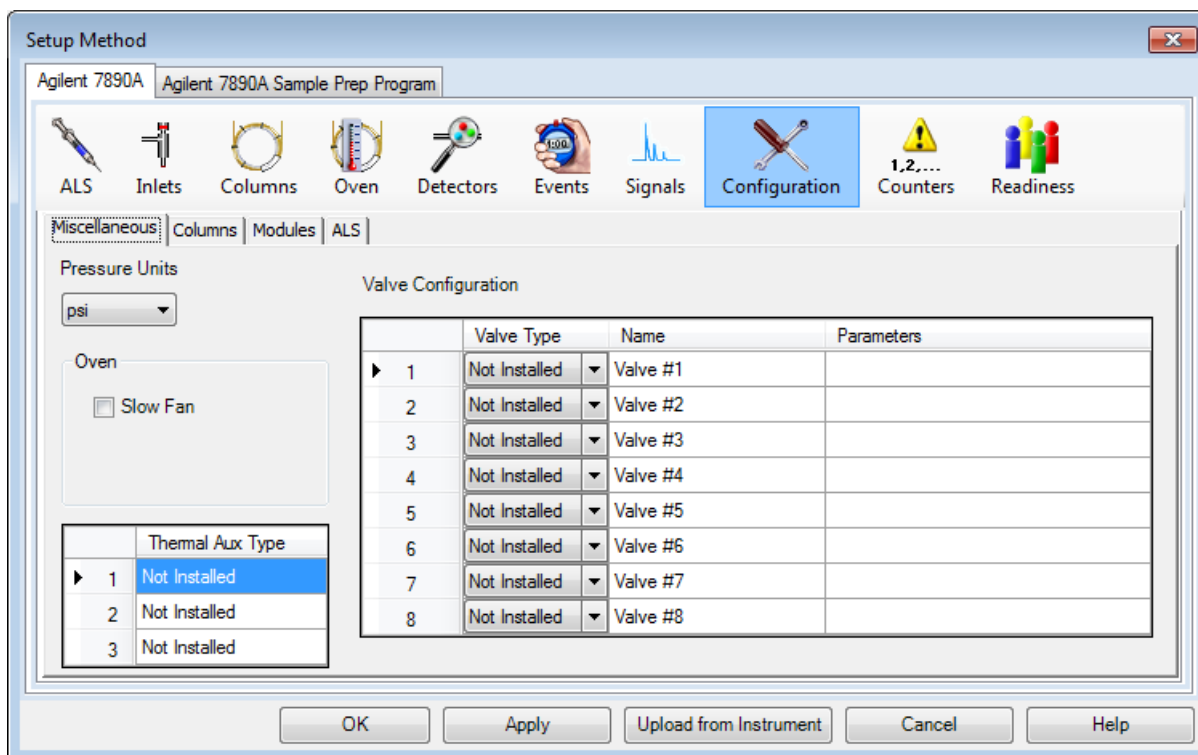 Setup Method
Agilent 7890A Agilent 7890A Sample Prep Program
1:00.
1,2,...
ALS Inlets Columns Oven Detectors Events Signals Configuration Counters Readiness
Miscellaneous Columns Modules ALS
Pressure Units
Valve Configuration
psi
Valve Type Name Parameters
Oven
1 Not Installed Valve #1
Slow Fan
2 Not Installed Valve #2
3 Not Installed Valve #3
4 Not Installed Valve #4
5 Not Installed Valve #5
Thermal Aux Type
6 Not Installed Valve #6
1 Not Installed
7 Not Installed Valve #7
2 Not Installed
8 Not Installed Valve #8
3 Not Installed
OK Apply Upload from Instrument Cancel Help